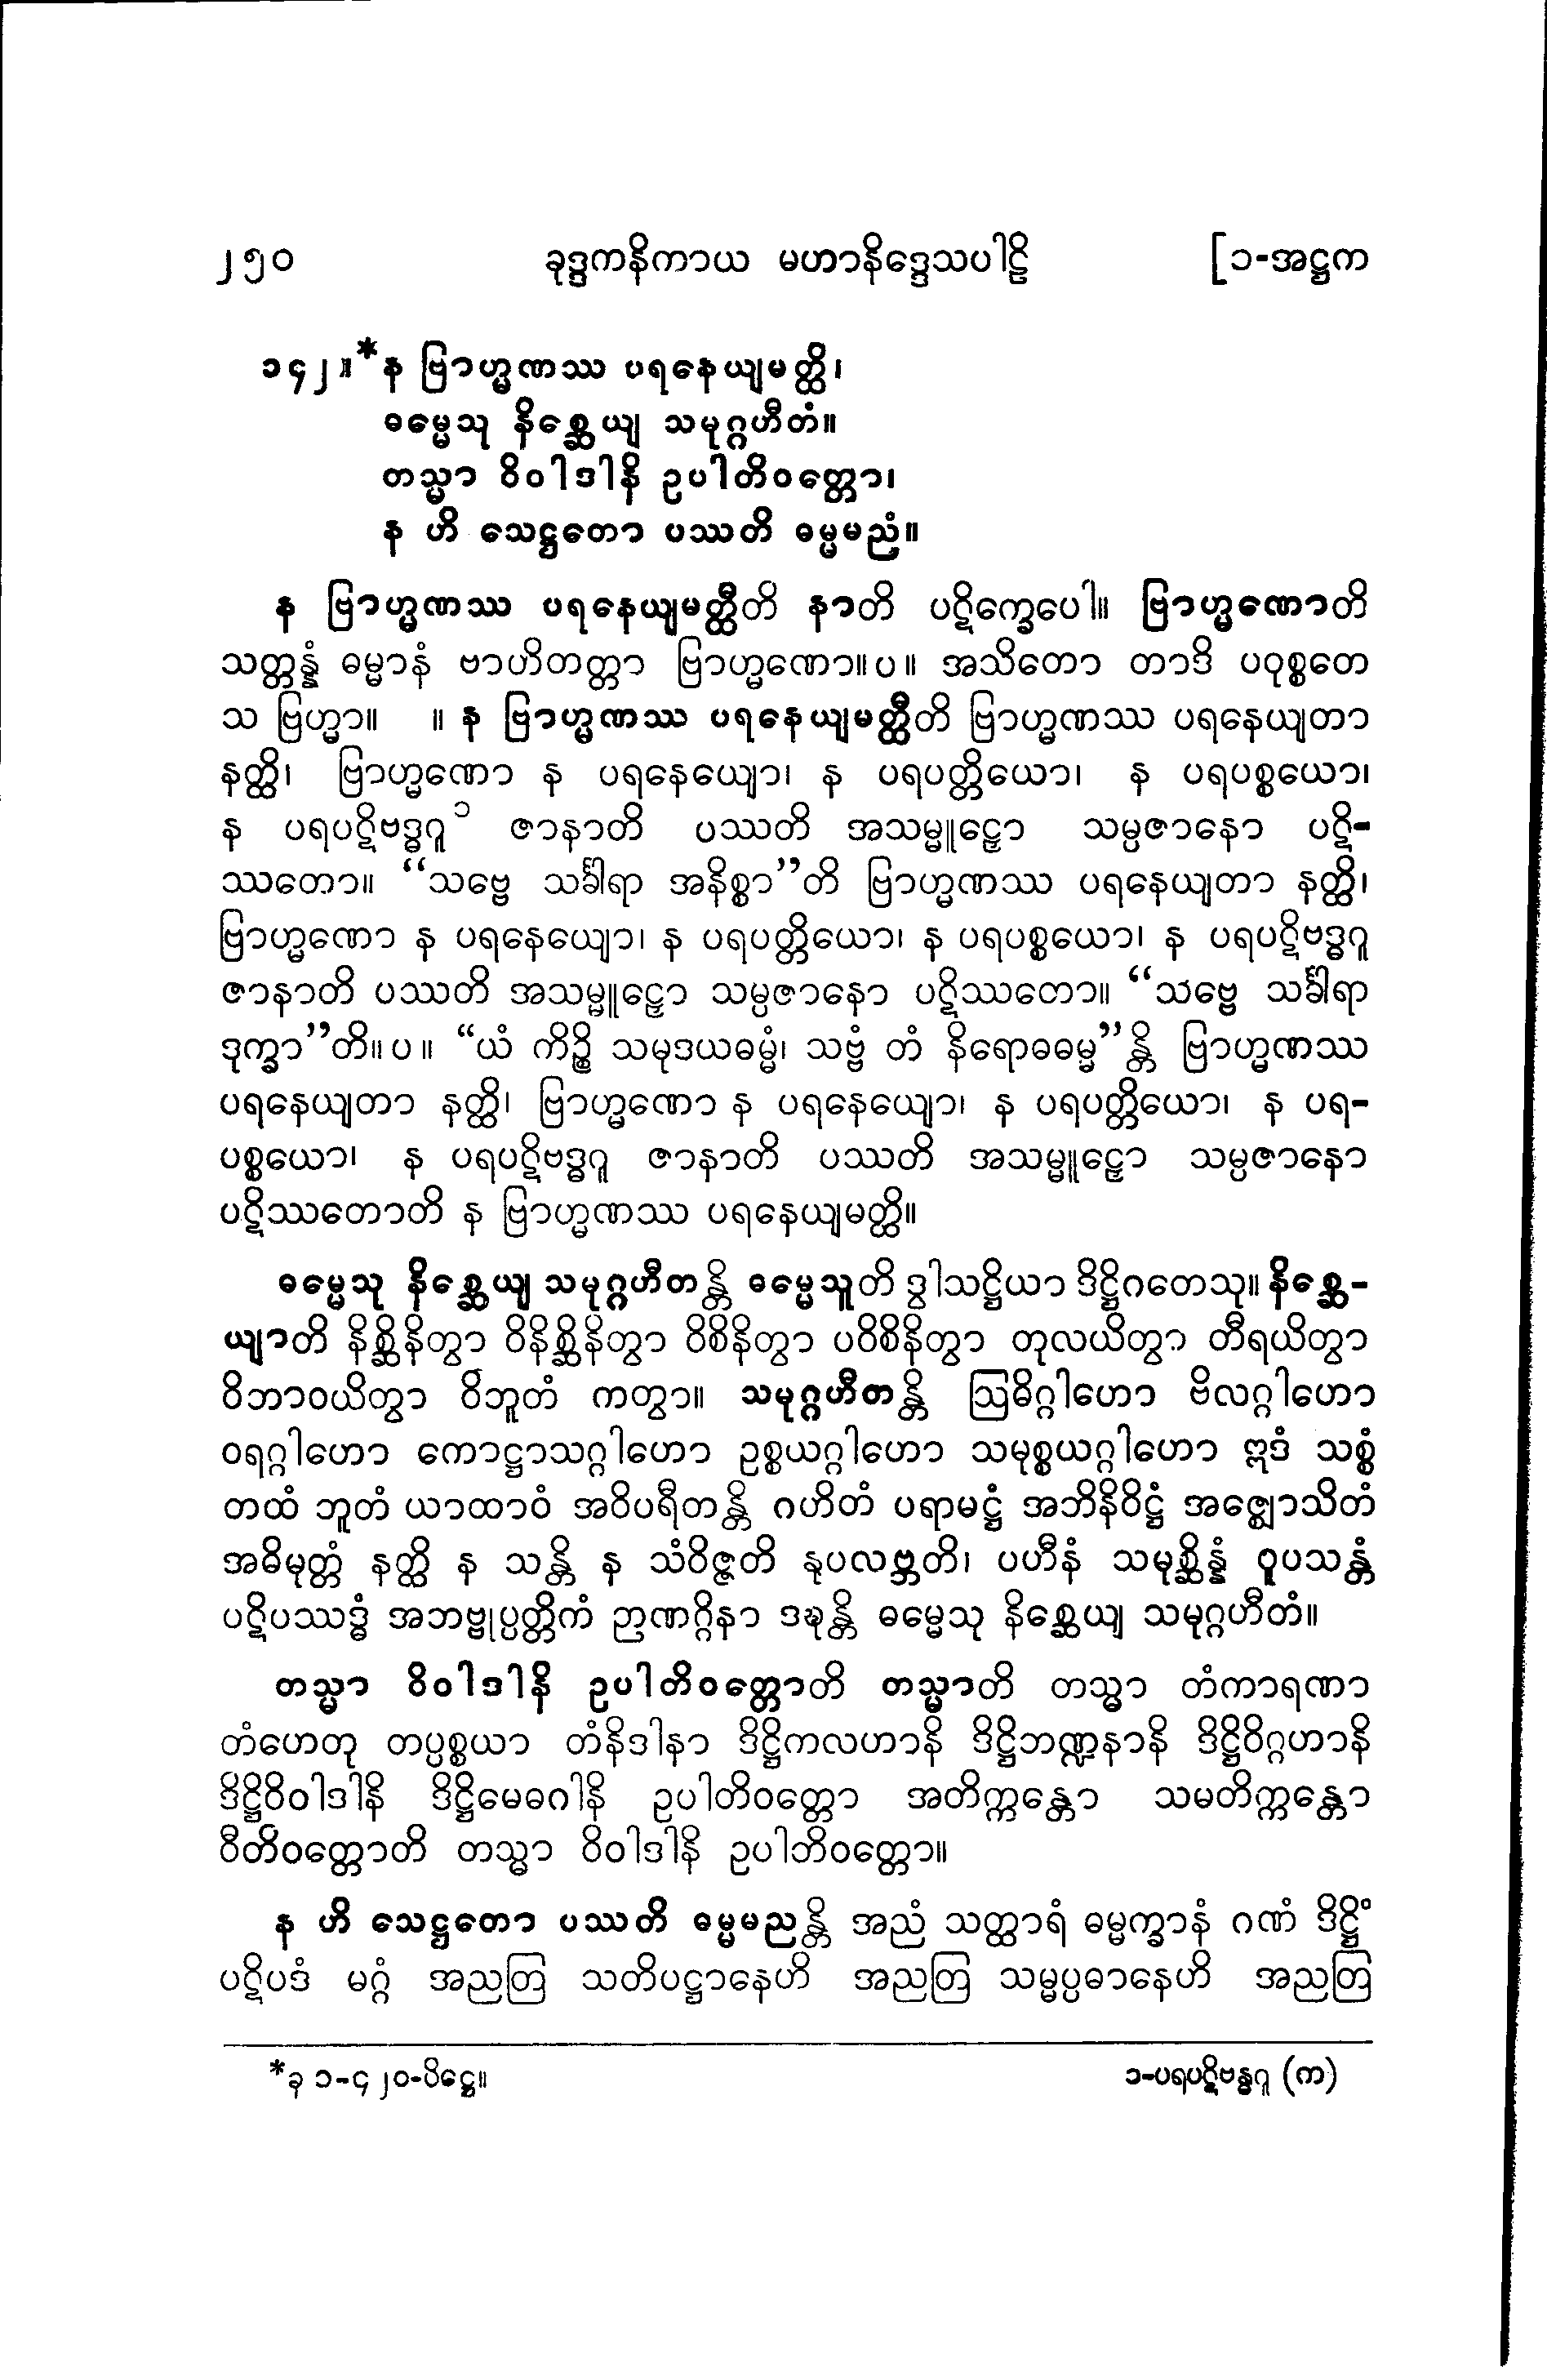 ၂၅၀ ခုဒ္ဒကနိကာယ မဟာနိဒ္ဒေသပါဠိ [၁-အဋ္ဌက
၁၄၂။*န ဗြာဟ္မဏဿ ပရနေယျမတ္ထိ၊
ဓမ္မေသု နိစ္ဆေယျ သမုဂ္ဂဟီတံ။
တသ္မာ ဝိဝါဒါနိ ဥပါတိဝတ္တော၊
န ဟိ သေဋ္ဌတော ပဿတိ ဓမ္မမညံ။
န ဗြာဟ္မဏဿ ပရနေယျမတ္ထီတိ နာတိ ပဋိက္ခေပေါ။ ဗြာဟ္မဏောတိ
သတ္တန္နံ ဓမ္မာနံ ဗာဟိတတ္တာ ဗြာဟ္မဏော။ပ။ အသိတော တာဒိ ပဝုစ္စတေ
သ ဗြဟ္မာ။ ။ န ဗြာဟ္မဏဿ ပရနေယျမတ္ထီတိ ဗြာဟ္မဏဿ ပရနေယျတာ
နတ္ထိ၊ ဗြာဟ္မဏော န ပရနေယျော၊ န ပရပတ္တိယော၊ န ပရပစ္စယော၊
န ပရပဋိဗဒ္ဓဂူ ၁ ဇာနာတိ ပဿတိ အသမ္မူဠှော သမ္ပဇာနော ပဋိ-
ဿတော။ “သဗ္ဗေ သင်္ခါရာ အနိစ္စာ”တိ ဗြာဟ္မဏဿ ပရနေယျတာ နတ္ထိ၊
ဗြာဟ္မဏော န ပရနေယျော၊ န ပရပတ္တိယော၊ န ပရပစ္စယော၊ န ပရပဋိဗဒ္ဓဂူ
ဇာနာတိ ပဿတိ အသမ္မူဠှော သမ္ပဇာနော ပဋိဿတော။ “သဗ္ဗေ သင်္ခါရာ
ဒုက္ခာ”တိ။ပ။ “ယံ ကိဉ္စိ သမုဒယဓမ္မံ၊ သဗ္ဗံ တံ နိရောဓဓမ္မ”န္တိ ဗြာဟ္မဏဿ
ပရနေယျတာ နတ္ထိ၊ ဗြာဟ္မဏော န ပရနေယျော၊ န ပရပတ္တိယော၊ န ပရ-
ပစ္စယော၊ န ပရပဋိဗဒ္ဓဂူ ဇာနာတိ ပဿတိ အသမ္မူဠှော သမ္ပဇာနော
ပဋိဿတောတိ န ဗြာဟ္မဏဿ ပရနေယျမတ္ထိ။
ဓမ္မေသု နိစ္ဆေယျ သမုဂ္ဂဟီတန္တိ ဓမ္မေသူတိ ဒွါသဋ္ဌိယာ ဒိဋ္ဌိဂတေသု။ နိစ္ဆေ-
ယျာတိ နိစ္ဆိနိတွာ ဝိနိစ္ဆိနိတွာ ဝိစိနိတွာ ပဝိစိနိတွာ တုလယိတွာ တီရယိတွာ
ဝိဘာဝယိတွာ ဝိဘူတံ ကတွာ။ သမုဂ္ဂဟီတန္တိ ဩဓိဂ္ဂါဟော ဗိလဂ္ဂါဟော
ဝရဂ္ဂါဟော ကောဋ္ဌာသဂ္ဂါဟော ဥစ္စယဂ္ဂါဟော သမုစ္စယဂ္ဂါဟော ဣဒံ သစ္စံ
တထံ ဘူတံ ယာထာဝံ အဝိပရီတန္တိ ဂဟိတံ ပရာမဋ္ဌံ အဘိနိဝိဋ္ဌံ အဇ္ဈောသိတံ
အဓိမုတ္တံ နတ္ထိ န သန္တိ န သံဝိဇ္ဇတိ နုပလဗ္ဘတိ၊ ပဟီနံ သမုစ္ဆိန္နံ ဝူပသန္တံ
ပဋိပဿဒ္ဓံ အဘဗ္ဗုပ္ပတ္တိကံ ဉာဏဂ္ဂိနာ ဒဍ္ဎန္တိ ဓမ္မေသု နိစ္ဆေယျ သမုဂ္ဂဟီတံ။
တသ္မာ ဝိဝါဒါနိ ဥပါတိဝတ္တောတိ တသ္မာတိ တသ္မာ တံကာရဏာ
တံဟေတု တပ္ပစ္စယာ တံနိဒါနာ ဒိဋ္ဌိကလဟာနိ ဒိဋ္ဌိဘဏ္ဍနာနိ ဒိဋ္ဌိဝိဂ္ဂဟာနိ
ဒိဋ္ဌိဝိဝါဒါနိ ဒိဋ္ဌိမေဓဂါနိ ဥပါတိဝတ္တော အတိက္ကန္တော သမတိက္ကန္တော
ဝီတိဝတ္တောတိ တသ္မာ ဝိဝါဒါနိ ဥပါတိဝတ္တော။
န ဟိ သေဋ္ဌတော ပဿတိ ဓမ္မမညန္တိ အညံ သတ္ထာရံ ဓမ္မက္ခာနံ ဂဏံ ဒိဋ္ဌိံ
ပဋိပဒံ မဂ္ဂံ အညတြ သတိပဋ္ဌာနေဟိ အညတြ သမ္မပ္ပဓာနေဟိ အညတြ
*ခု ၁-၄၂၀-ပိဋ္ဌေ။ ၁-ပရပဋိဗန္ဓဂူ (က)